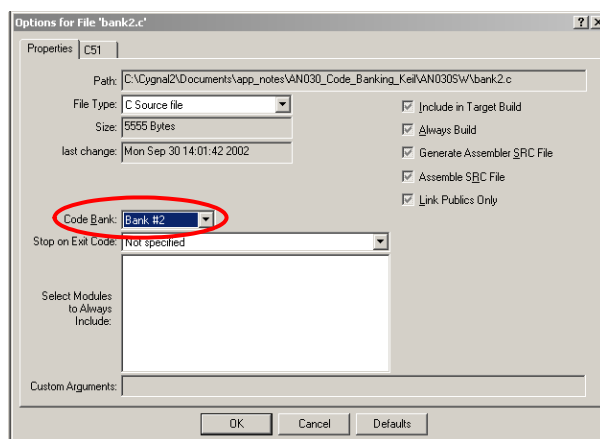 Options for File 'bank2.c'
Properties
C51
Path: C:\Cygnal2\Documents\app_notes\AN030_Code_Banking_Keil\AN030SW\bank2.c
File Type: C Source file
Size: 5555 Bytes
last change: Mon Sep 30 14:01:42 2002
Include in Target Build
Always Build
Generate Assembler SRC File
Assemble SRC File
Link Publics Only
Code Bank: Bank #2
Stop on Exit Code: Not specified
Select Modules
to Always
Include:
Custom Arguments:
OK
Cancel
Defaults